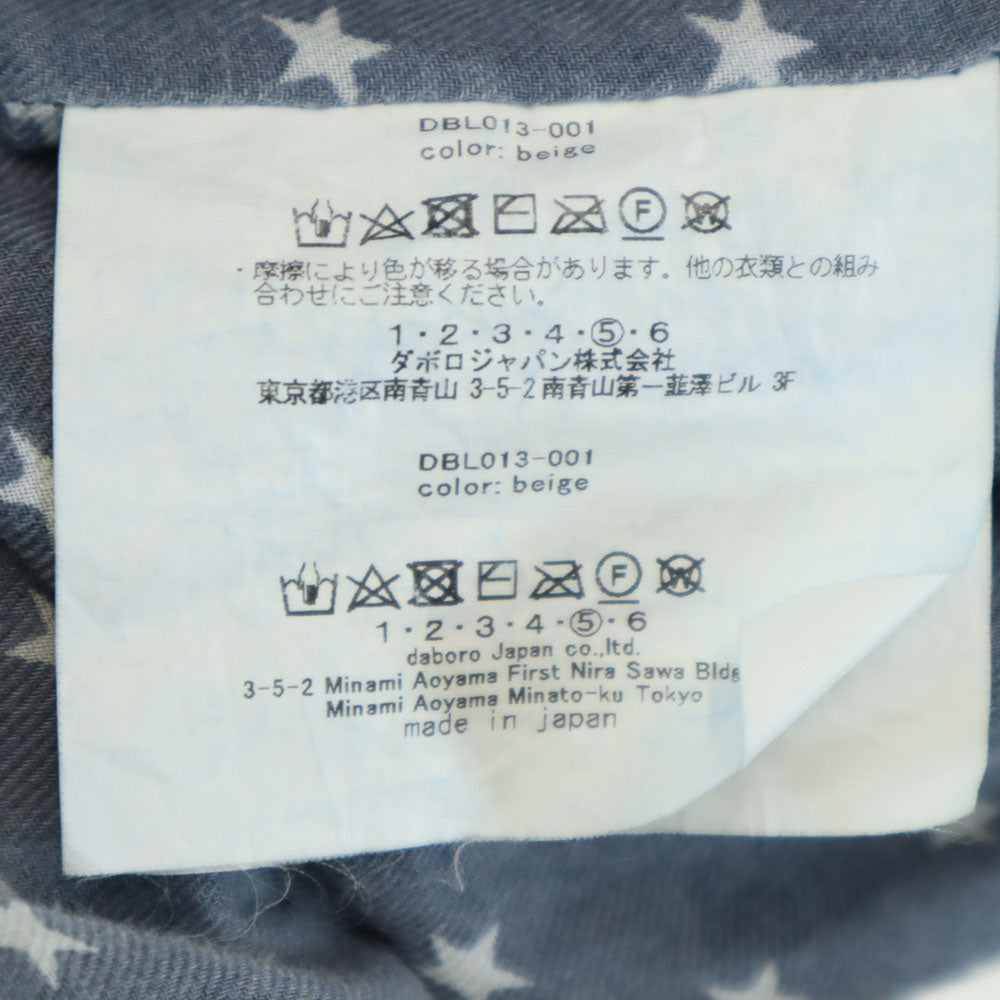 DBL013-001
color: beige
F W
・摩擦により色が移る場合があります。他の衣類との組み
合わせにご注意ください。
1・2・3・4・⑤・6
ダボロジャパン株式会社
東京都港区南青山 3-5-2 南青山第一韮澤ビル 3F
DBL013-001
color: beige
F W
1・2・3・4・⑤・6
daboro Japan co.,ltd.
3-5-2 Minami Aoyama First Nira Sawa Bldg
Minami Aoyama Minato-ku Tokyo
made in japan